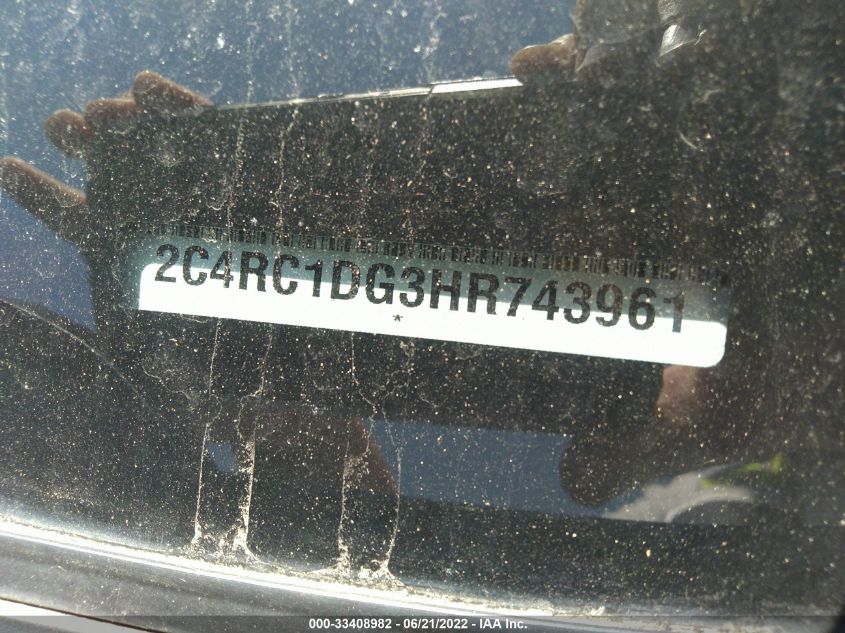 2C4RC1DG3HR743961
*
000-33408982 / 06/21/2022 - IAA Inc.